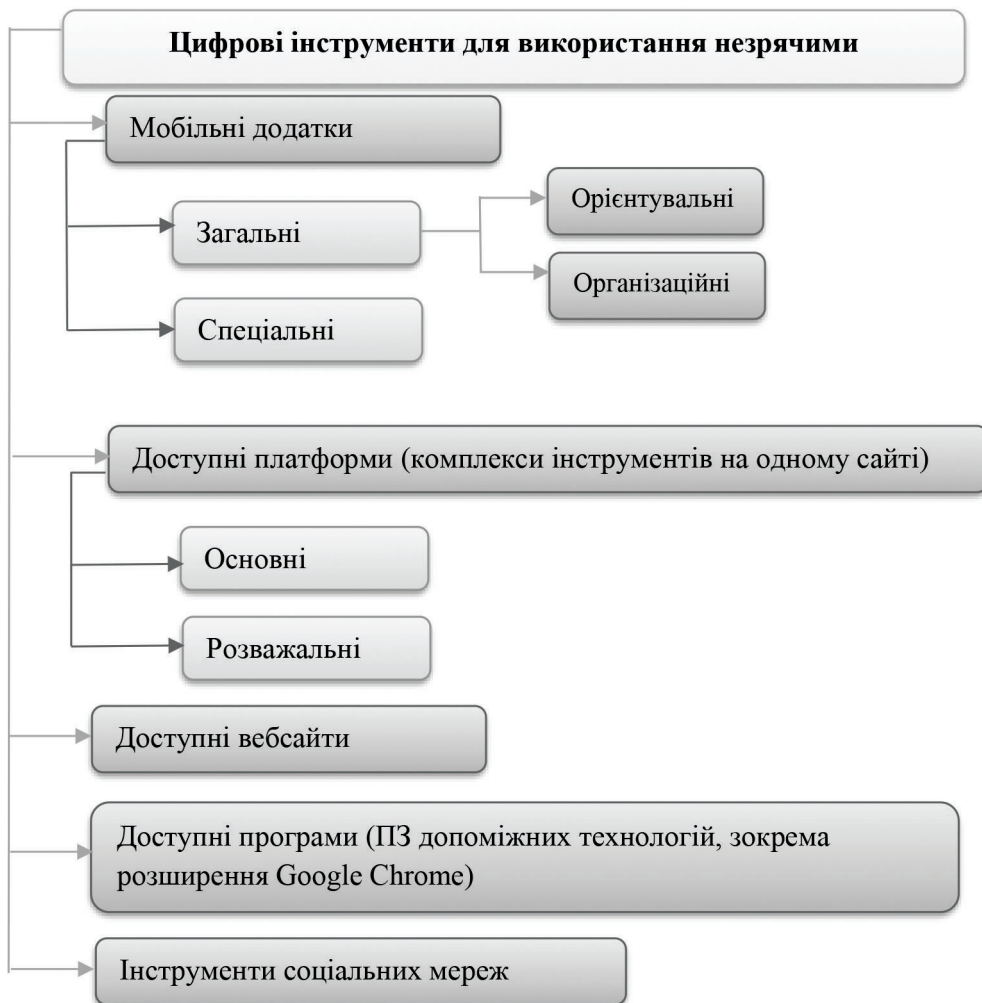 Цифрові інструменти для використання незрячими
Мобільні додатки
Загальні
Орієнтувальні
Організаційні
Спеціальні
Доступні платформи (комплекси інструментів на одному сайті)
Основні
Розважальні
Доступні вебсайти
Доступні програми (ПЗ допоміжних технологій, зокрема
розширення Google Chrome)
Інструменти соціальних мереж